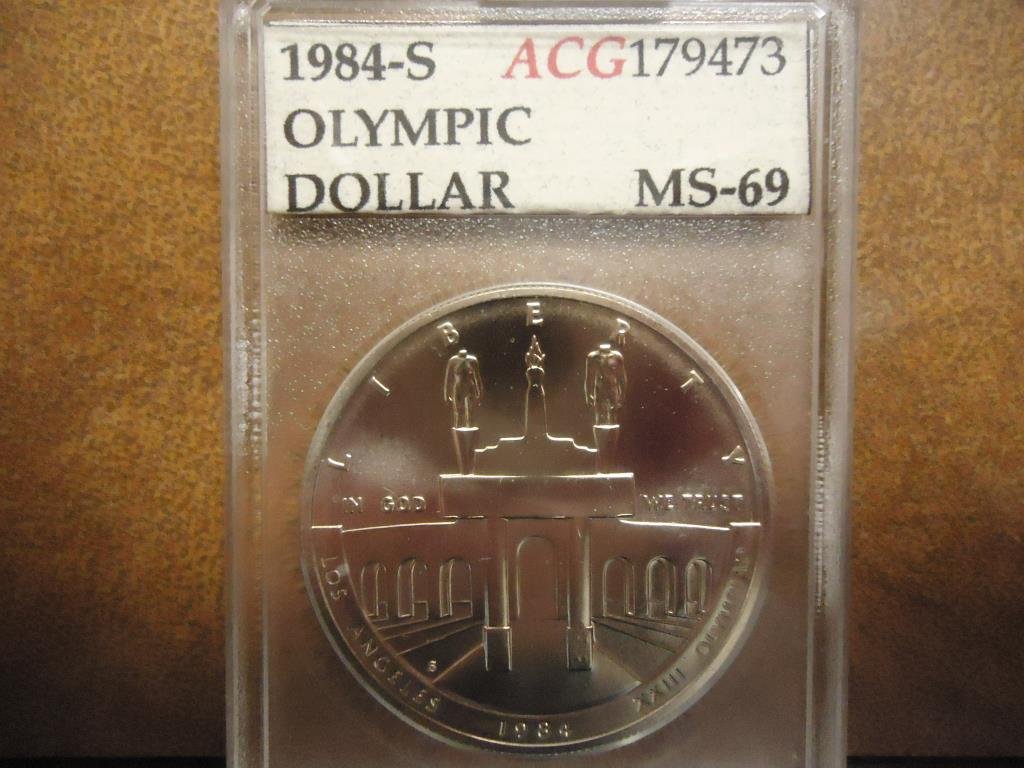 1984-S ACG179473
OLYMPIC
DOLLAR MS-69
LIBERTY
IN GOD WE TRUST
LOS ANGELES XXIII OLYMPIAD
S
1984